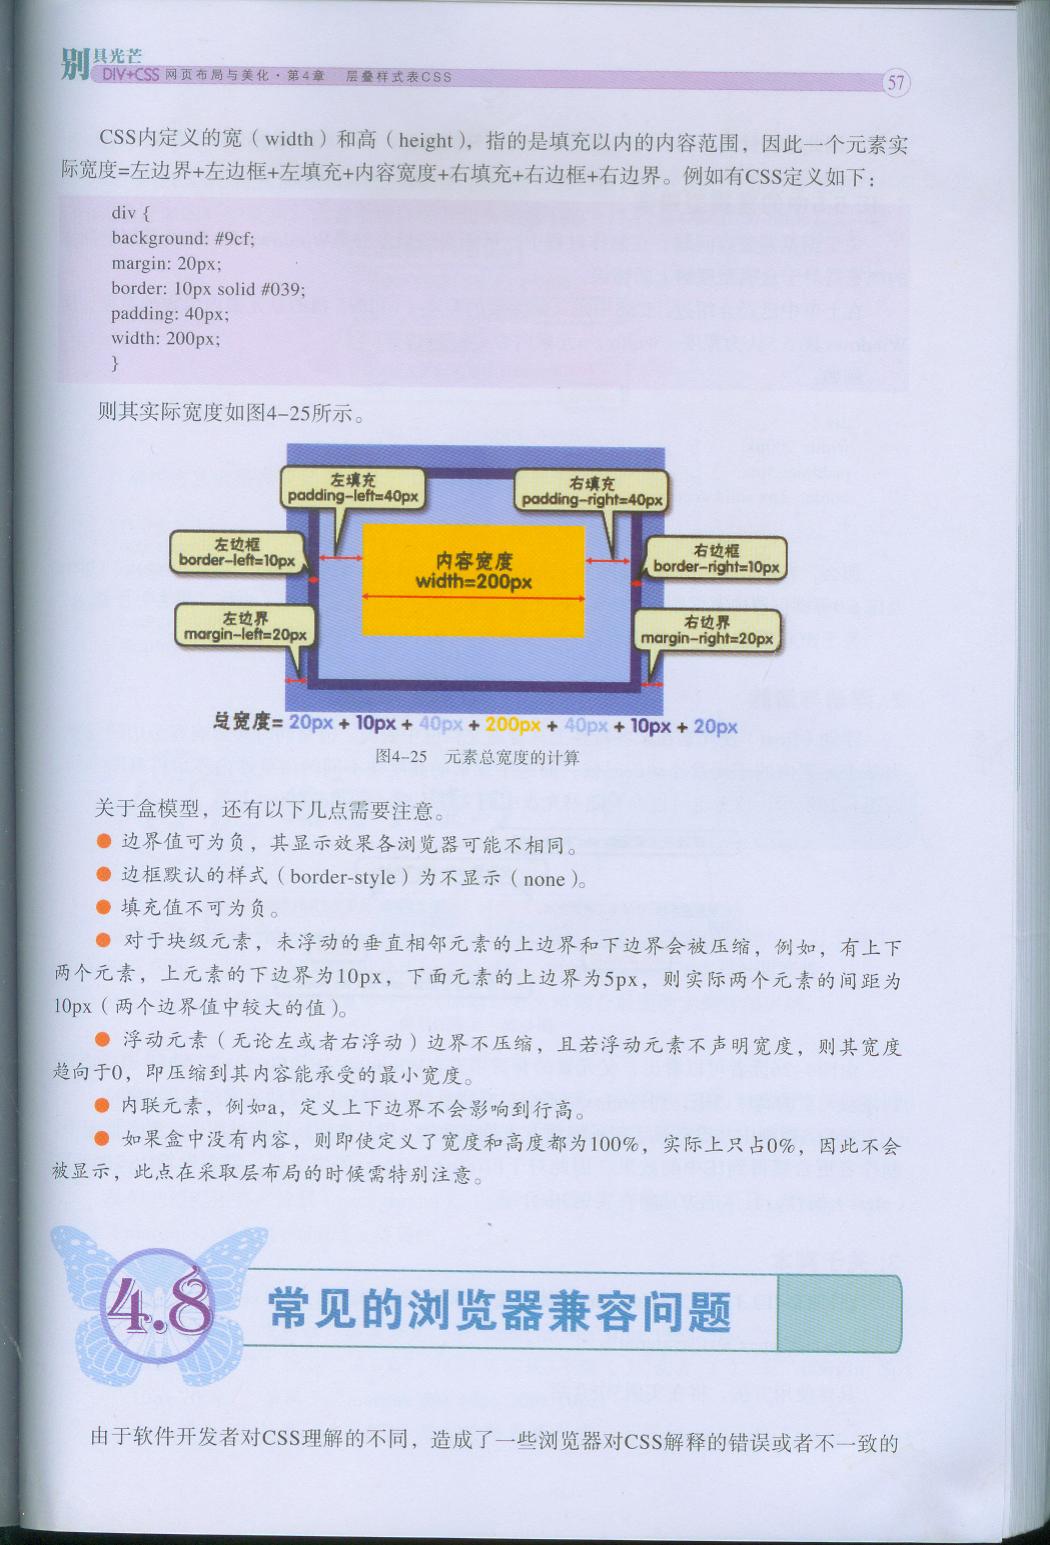 别具光芒
DIV+CSS 网页布局与美化·第4章 层叠样式表CSS
57
CSS内定义的宽（width）和高（height），指的是填充以内的内容范围，因此一个元素实
际宽度=左边界+左边框+左填充+内容宽度+右填充+右边框+右边界。例如有CSS定义如下：
div {
background: #9cf;
margin: 20px;
border: 10px solid #039;
padding: 40px;
width: 200px;
}
则其实际宽度如图4-25所示。
左填充
padding-left=40px
右填充
padding-right=40px
左边框
border-left=10px
内容宽度
width=200px
右边框
border-right=10px
左边界
margin-left=20px
右边界
margin-right=20px
总宽度= 20px + 10px + 40px + 200px + 40px + 10px + 20px
图4-25 元素总宽度的计算
关于盒模型，还有以下几点需要注意。
● 边界值可为负，其显示效果各浏览器可能不相同。
● 边框默认的样式（border-style）为不显示（none）。
● 填充值不可为负。
● 对于块级元素，未浮动的垂直相邻元素的上边界和下边界会被压缩，例如，有上下
两个元素，上元素的下边界为10px，下面元素的上边界为5px，则实际两个元素的间距为
10px（两个边界值中较大的值）。
● 浮动元素（无论左或者右浮动）边界不压缩，且若浮动元素不声明宽度，则其宽度
趋向于0，即压缩到其内容能承受的最小宽度。
● 内联元素，例如a，定义上下边界不会影响到行高。
● 如果盒中没有内容，则即使定义了宽度和高度都为100%，实际上只占0%，因此不会
被显示，此点在采取层布局的时候需特别注意。
4.8 常见的浏览器兼容问题
由于软件开发者对CSS理解的不同，造成了一些浏览器对CSS解释的错误或者不一致的